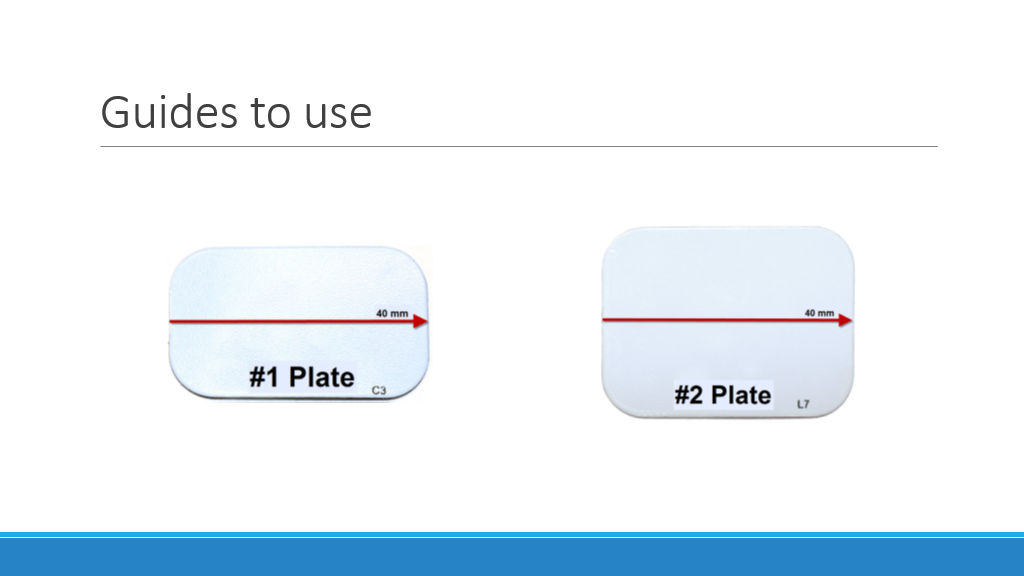 Guides to use
40 mm
#1 Plate
C3
40 mm
#2 Plate
L7